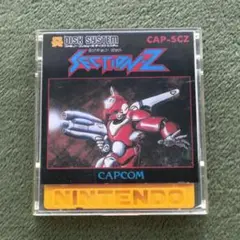 DISK SYSTEM
CAP-SCZ
SECTION Z
CAPCOM
NINTENDO